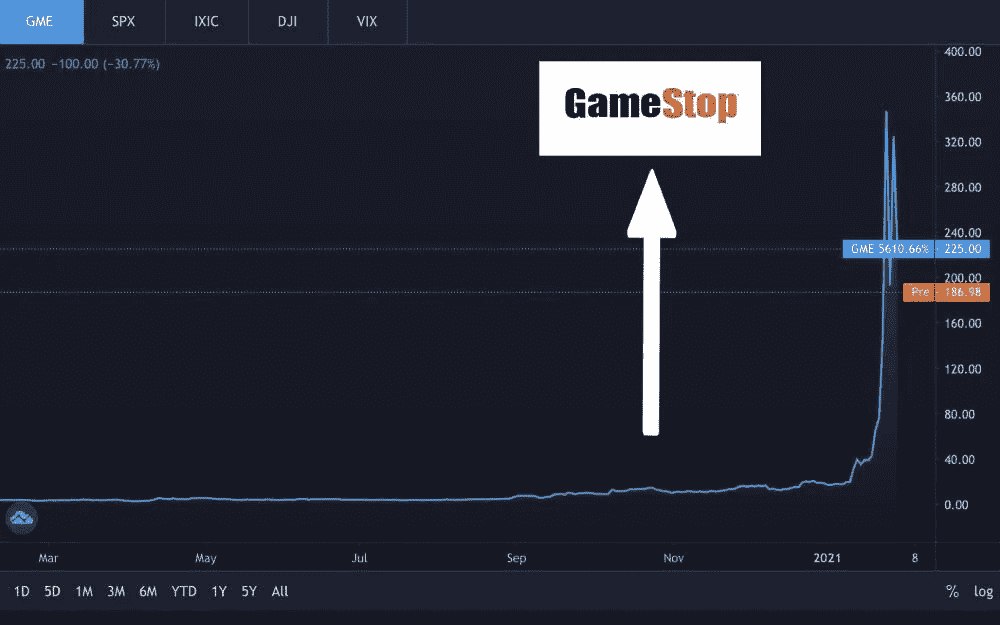 GME SPX IXIC DJI VIX
225.00 −100.00 (−30.77%)
GameStop
400.00
360.00
320.00
280.00
240.00
GME 5610.66% 225.00
200.00
Pre 186.98
160.00
120.00
80.00
40.00
0.00
Mar May Jul Sep Nov 2021 8
1D 5D 1M 3M 6M YTD 1Y 5Y All % log